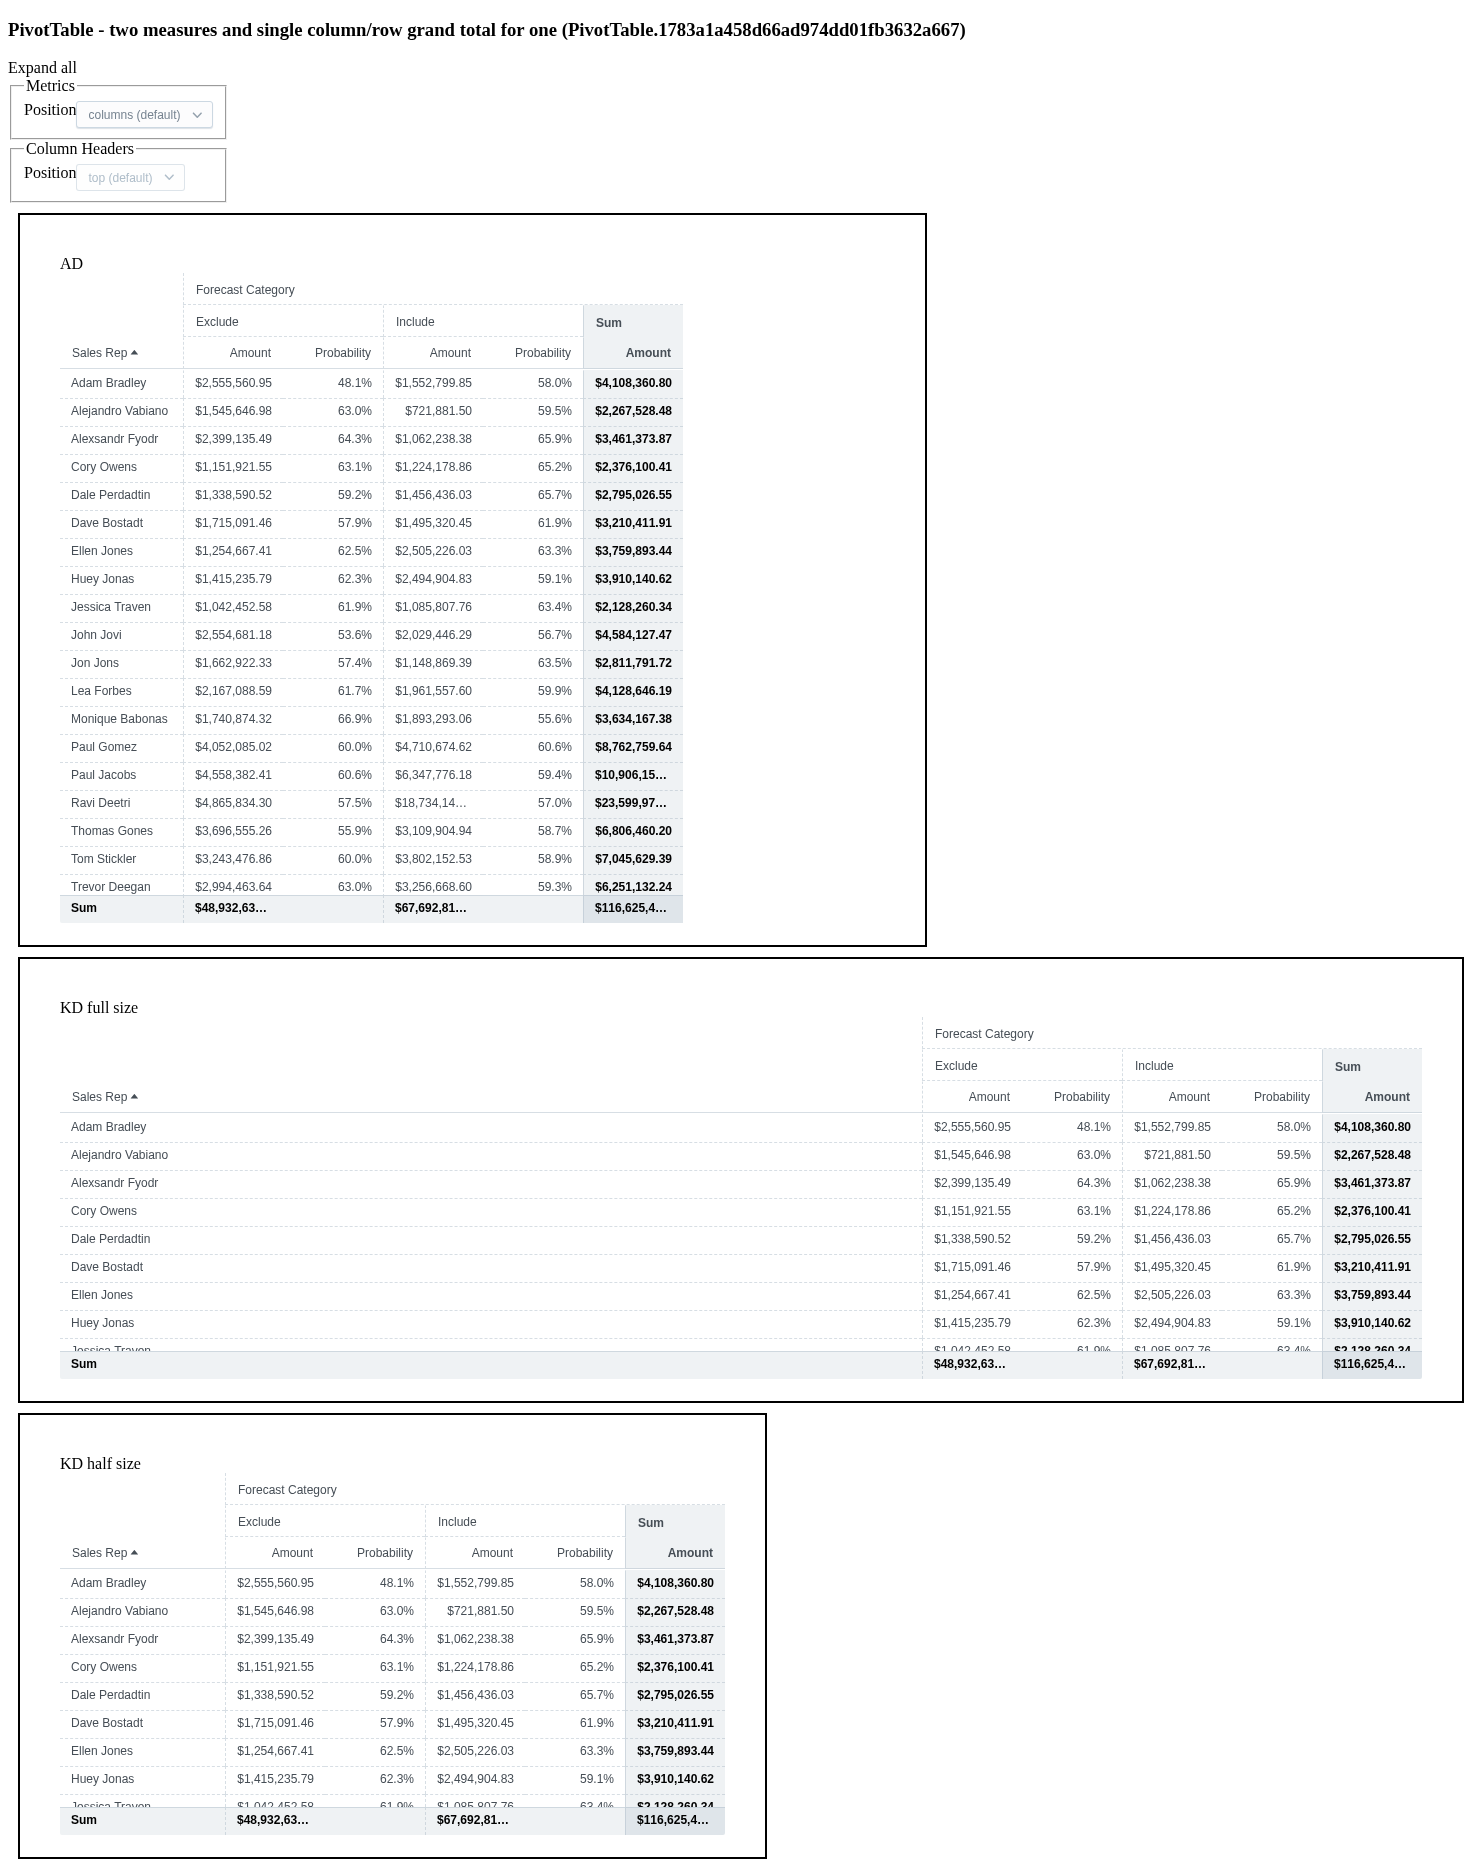 PivotTable - two measures and single column/row grand total for one (PivotTable.1783a1a458d66ad974dd01fb3632a667)
Expand all
Metrics
Position columns (default)
Column Headers
Position top (default)
AD
Forecast Category
Exclude Include Sum
Sales Rep Amount Probability Amount Probability Amount
Adam Bradley $2,555,560.95 48.1% $1,552,799.85 58.0% $4,108,360.80
Alejandro Vabiano $1,545,646.98 63.0% $721,881.50 59.5% $2,267,528.48
Alexsandr Fyodr $2,399,135.49 64.3% $1,062,238.38 65.9% $3,461,373.87
Cory Owens $1,151,921.55 63.1% $1,224,178.86 65.2% $2,376,100.41
Dale Perdadtin $1,338,590.52 59.2% $1,456,436.03 65.7% $2,795,026.55
Dave Bostadt $1,715,091.46 57.9% $1,495,320.45 61.9% $3,210,411.91
Ellen Jones $1,254,667.41 62.5% $2,505,226.03 63.3% $3,759,893.44
Huey Jonas $1,415,235.79 62.3% $2,494,904.83 59.1% $3,910,140.62
Jessica Traven $1,042,452.58 61.9% $1,085,807.76 63.4% $2,128,260.34
John Jovi $2,554,681.18 53.6% $2,029,446.29 56.7% $4,584,127.47
Jon Jons $1,662,922.33 57.4% $1,148,869.39 63.5% $2,811,791.72
Lea Forbes $2,167,088.59 61.7% $1,961,557.60 59.9% $4,128,646.19
Monique Babonas $1,740,874.32 66.9% $1,893,293.06 55.6% $3,634,167.38
Paul Gomez $4,052,085.02 60.0% $4,710,674.62 60.6% $8,762,759.64
Paul Jacobs $4,558,382.41 60.6% $6,347,776.18 59.4% $10,906,15…
Ravi Deetri $4,865,834.30 57.5% $18,734,14… 57.0% $23,599,97…
Thomas Gones $3,696,555.26 55.9% $3,109,904.94 58.7% $6,806,460.20
Tom Stickler $3,243,476.86 60.0% $3,802,152.53 58.9% $7,045,629.39
Trevor Deegan $2,994,463.64 63.0% $3,256,668.60 59.3% $6,251,132.24
Sum $48,932,63… $67,692,81… $116,625,4…
KD full size
Forecast Category
Exclude Include Sum
Sales Rep Amount Probability Amount Probability Amount
Adam Bradley $2,555,560.95 48.1% $1,552,799.85 58.0% $4,108,360.80
Alejandro Vabiano $1,545,646.98 63.0% $721,881.50 59.5% $2,267,528.48
Alexsandr Fyodr $2,399,135.49 64.3% $1,062,238.38 65.9% $3,461,373.87
Cory Owens $1,151,921.55 63.1% $1,224,178.86 65.2% $2,376,100.41
Dale Perdadtin $1,338,590.52 59.2% $1,456,436.03 65.7% $2,795,026.55
Dave Bostadt $1,715,091.46 57.9% $1,495,320.45 61.9% $3,210,411.91
Ellen Jones $1,254,667.41 62.5% $2,505,226.03 63.3% $3,759,893.44
Huey Jonas $1,415,235.79 62.3% $2,494,904.83 59.1% $3,910,140.62
Jessica Traven $1,042,452.58 61.9% $1,085,807.76 63.4% $2,128,260.34
Sum $48,932,63… $67,692,81… $116,625,4…
KD half size
Forecast Category
Exclude Include Sum
Sales Rep Amount Probability Amount Probability Amount
Adam Bradley $2,555,560.95 48.1% $1,552,799.85 58.0% $4,108,360.80
Alejandro Vabiano $1,545,646.98 63.0% $721,881.50 59.5% $2,267,528.48
Alexsandr Fyodr $2,399,135.49 64.3% $1,062,238.38 65.9% $3,461,373.87
Cory Owens $1,151,921.55 63.1% $1,224,178.86 65.2% $2,376,100.41
Dale Perdadtin $1,338,590.52 59.2% $1,456,436.03 65.7% $2,795,026.55
Dave Bostadt $1,715,091.46 57.9% $1,495,320.45 61.9% $3,210,411.91
Ellen Jones $1,254,667.41 62.5% $2,505,226.03 63.3% $3,759,893.44
Huey Jonas $1,415,235.79 62.3% $2,494,904.83 59.1% $3,910,140.62
Jessica Traven $1,042,452.58 61.9% $1,085,807.76 63.4% $2,128,260.34
Sum $48,932,63… $67,692,81… $116,625,4…